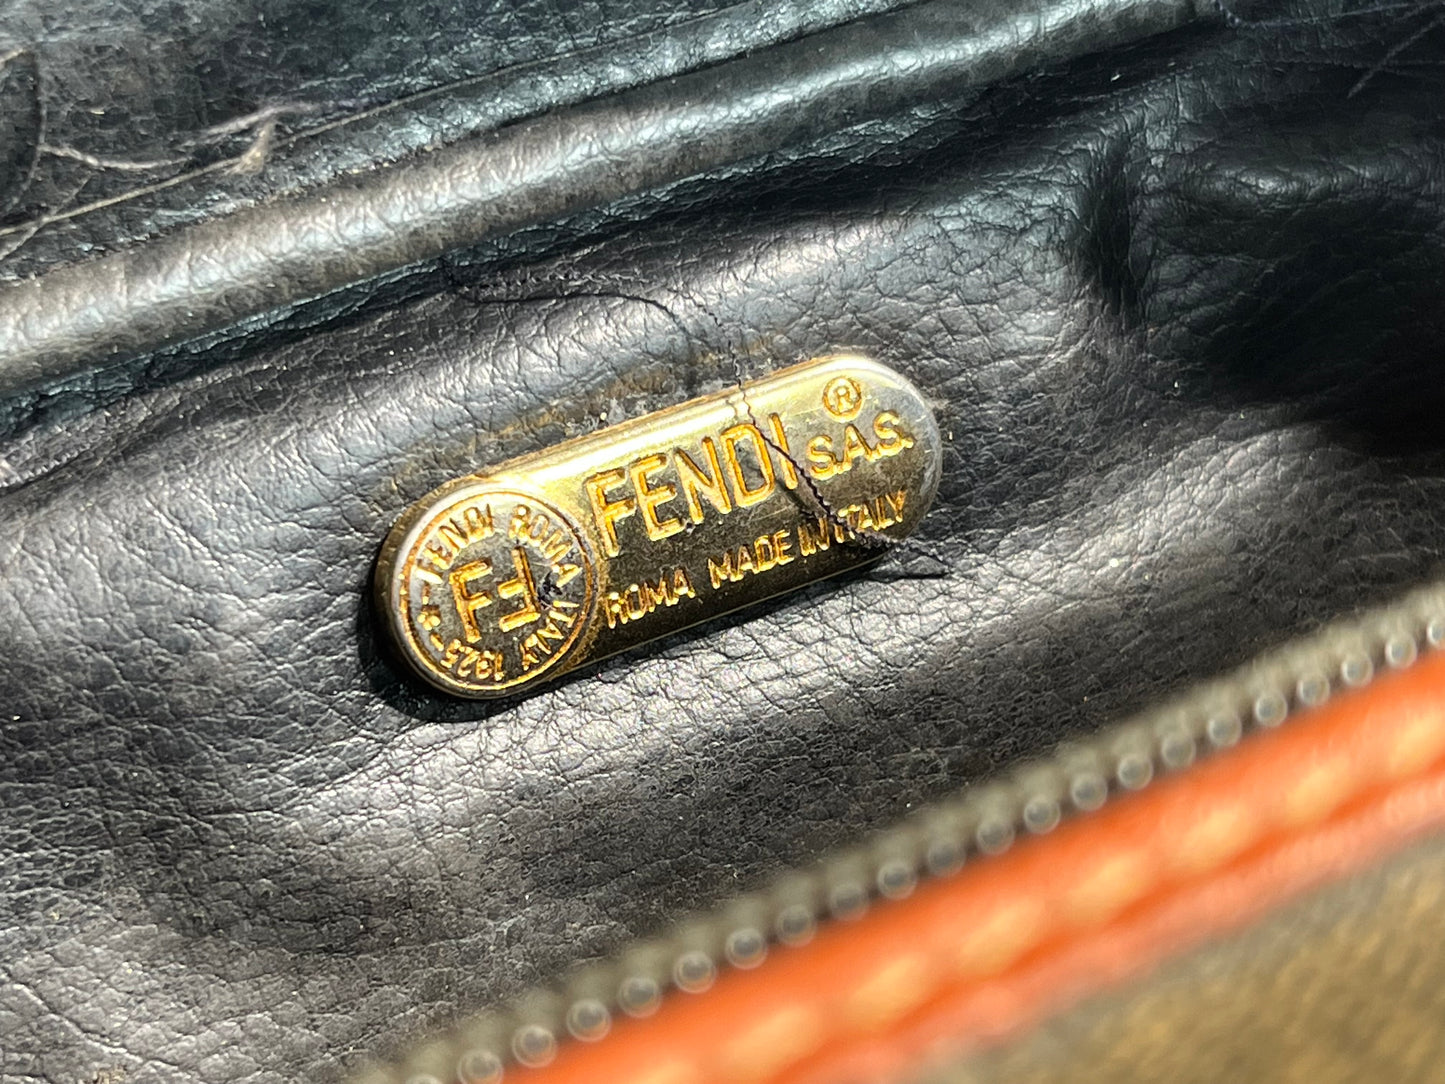 FENDI S.A.S. ®
ROMA MADE IN ITALY
FENDI ROMA ITALY 1925
FF